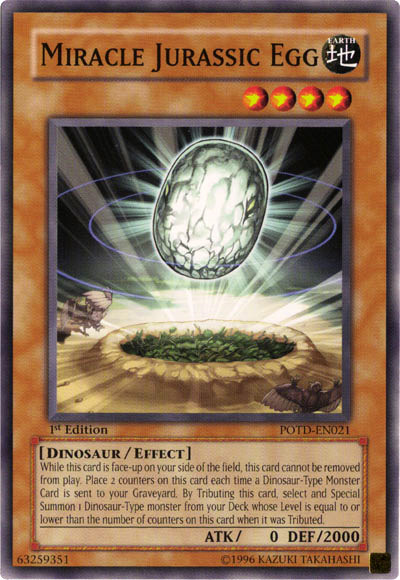 MIRACLE JURASSIC EGG
EARTH
地
1st Edition
POTD-EN021
[DINOSAUR / EFFECT]
While this card is face-up on your side of the field, this card cannot be removed
from play. Place 2 counters on this card each time a Dinosaur-Type Monster
Card is sent to your Graveyard. By Tributing this card, select and Special
Summon 1 Dinosaur-Type monster from your Deck whose Level is equal to or
lower than the number of counters on this card when it was Tributed.
ATK/ 0 DEF/2000
63259351
©1996 KAZUKI TAKAHASHI